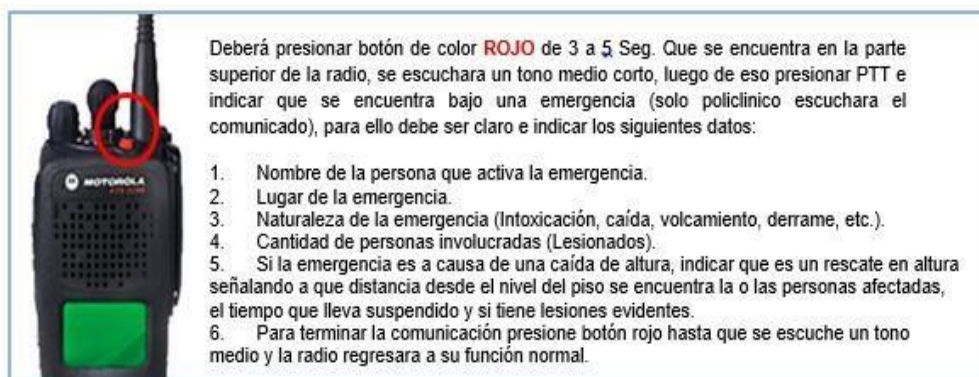 Deberá presionar botón de color ROJO de 3 a 5 Seg. Que se encuentra en la parte
superior de la radio, se escuchara un tono medio corto, luego de eso presionar PTT e
indicar que se encuentra bajo una emergencia (solo policlinico escuchara el
comunicado), para ello debe ser claro e indicar los siguientes datos:
1. Nombre de la persona que activa la emergencia.
2. Lugar de la emergencia.
3. Naturaleza de la emergencia (Intoxicación, caída, volcamiento, derrame, etc.).
4. Cantidad de personas involucradas (Lesionados).
5. Si la emergencia es a causa de una caída de altura, indicar que es un rescate en altura
señalando a que distancia desde el nivel del piso se encuentra la o las personas afectadas,
el tiempo que lleva suspendido y si tiene lesiones evidentes.
6. Para terminar la comunicación presione botón rojo hasta que se escuche un tono
medio y la radio regresara a su función normal.
MOTOROLA